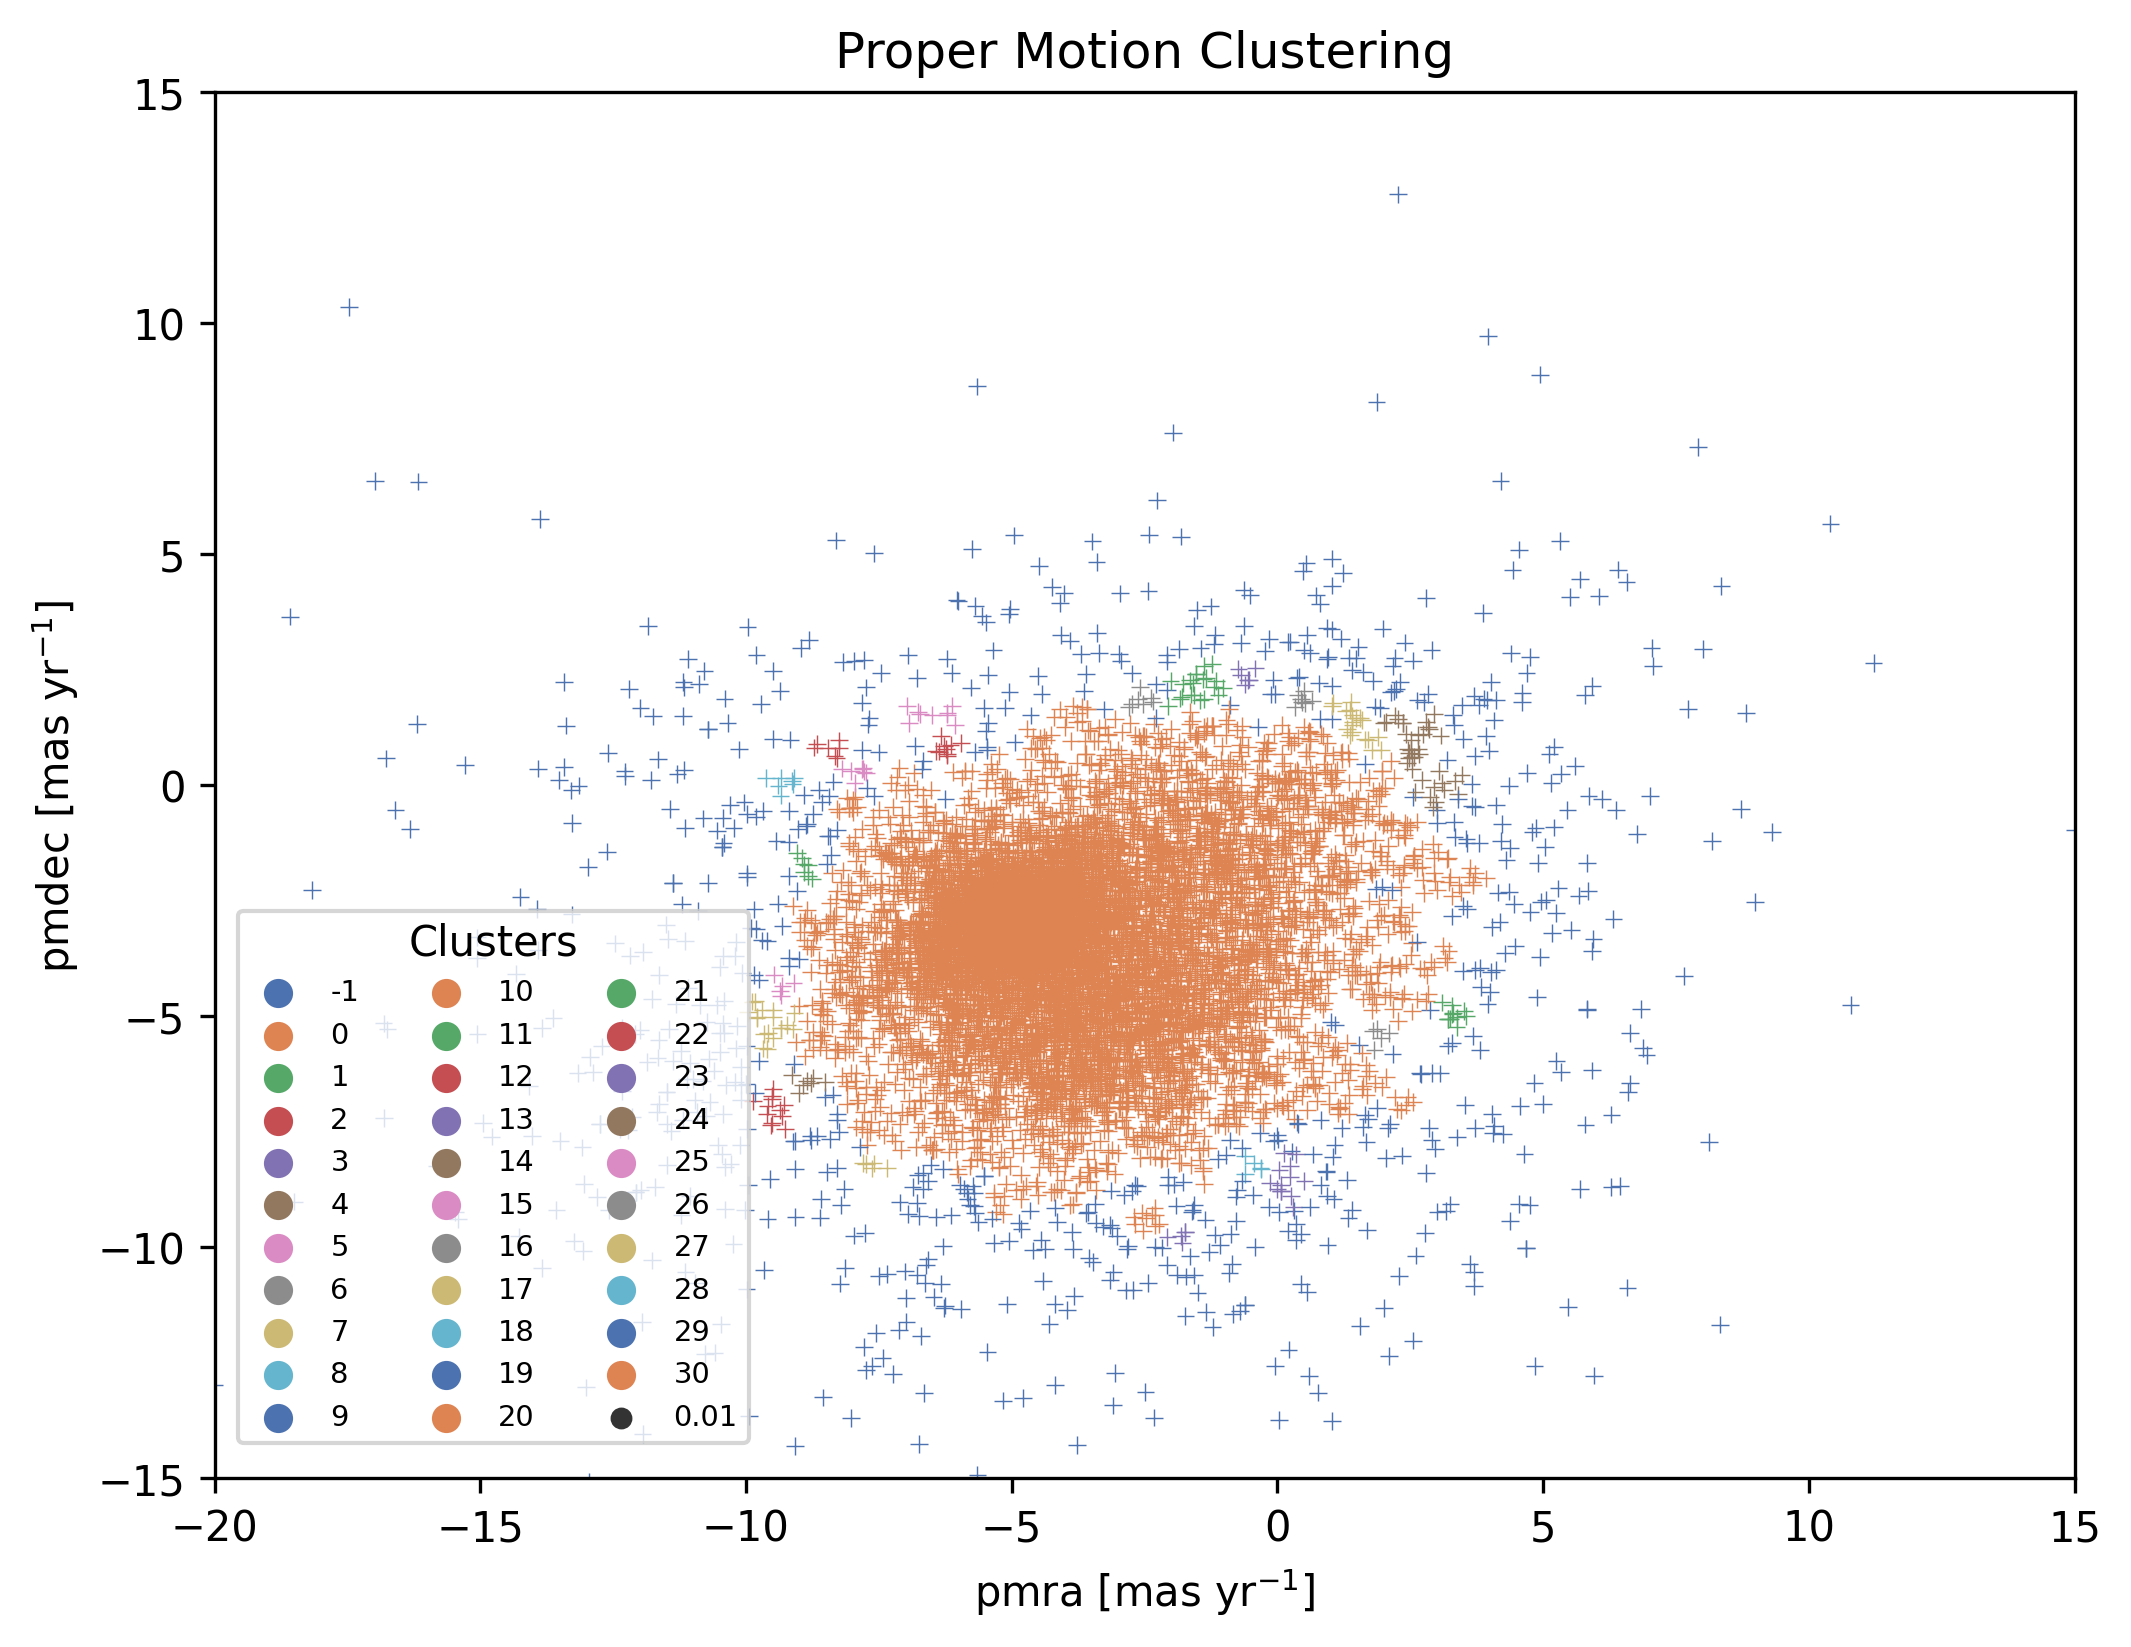 Proper Motion Clustering
15
10
5
0
−5
−10
−15
pmdec [mas yr⁻¹]
Clusters
-1 10 21
0 11 22
1 12 23
2 13 24
3 14 25
4 15 26
5 16 27
6 17 28
7 18 29
8 19 30
9 20 0.01
−20 −15 −10 −5 0 5 10 15
pmra [mas yr⁻¹]